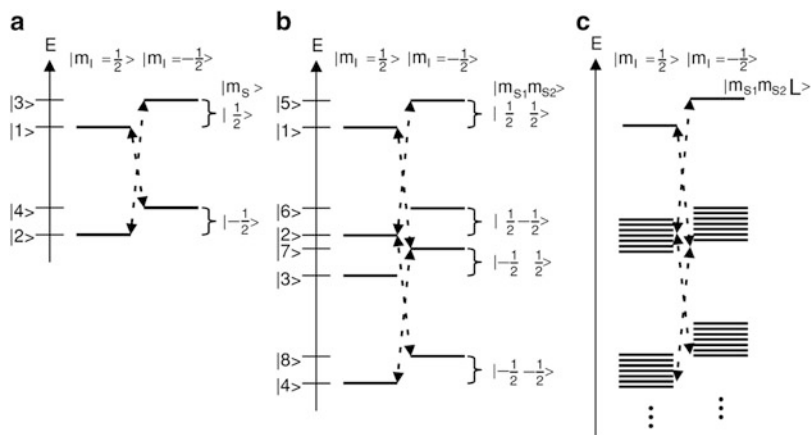 a
E
|m_I = 1/2> |m_I = -1/2>
|m_S>
|3>
|1>
| 1/2>
|4>
|2>
|-1/2>
b
E
|m_I = 1/2> |m_I = -1/2>
|m_S1 m_S2>
|5>
|1>
| 1/2 1/2>
|6>
|2>
| 1/2 -1/2>
|7>
|3>
|-1/2 1/2>
|8>
|4>
|-1/2 -1/2>
c
E
|m_I = 1/2> |m_I = -1/2>
|m_S1 m_S2 L>